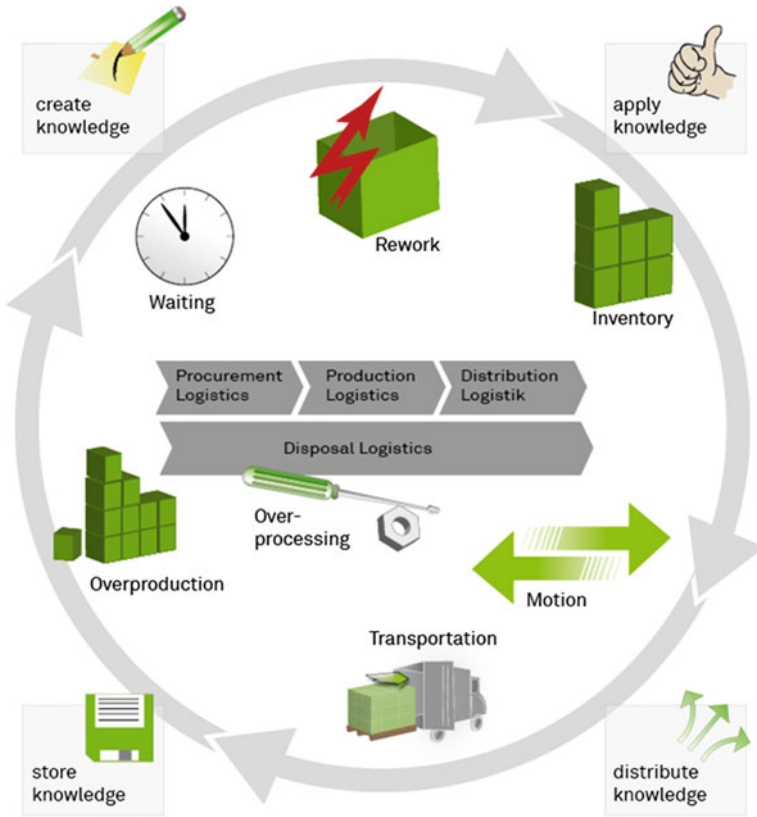 create
knowledge
apply
knowledge
Rework
Waiting
Inventory
Procurement
Logistics
Production
Logistics
Distribution
Logistik
Disposal Logistics
Over-
processing
Overproduction
Motion
Transportation
store
knowledge
distribute
knowledge